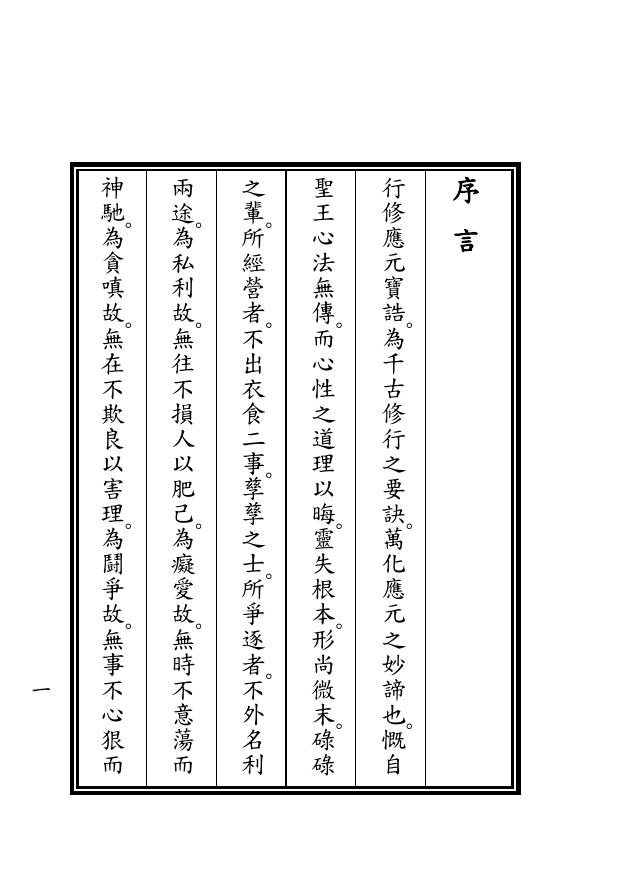 序言
行修應元寶誥。為千古修行之要訣。萬化應元之妙諦也。慨自
聖王心法無傳。而心性之道理以晦。靈失根本。形尚微末。碌碌
之輩。所經營者。不出衣食二事。孳孳之士。所爭逐者。不外名利
兩途。為私利故。無往不損人以肥己。為癡愛故。無時不意蕩而
神馳。為貪嗔故。無在不欺良以害理。為鬪爭故。無事不心狠而
一